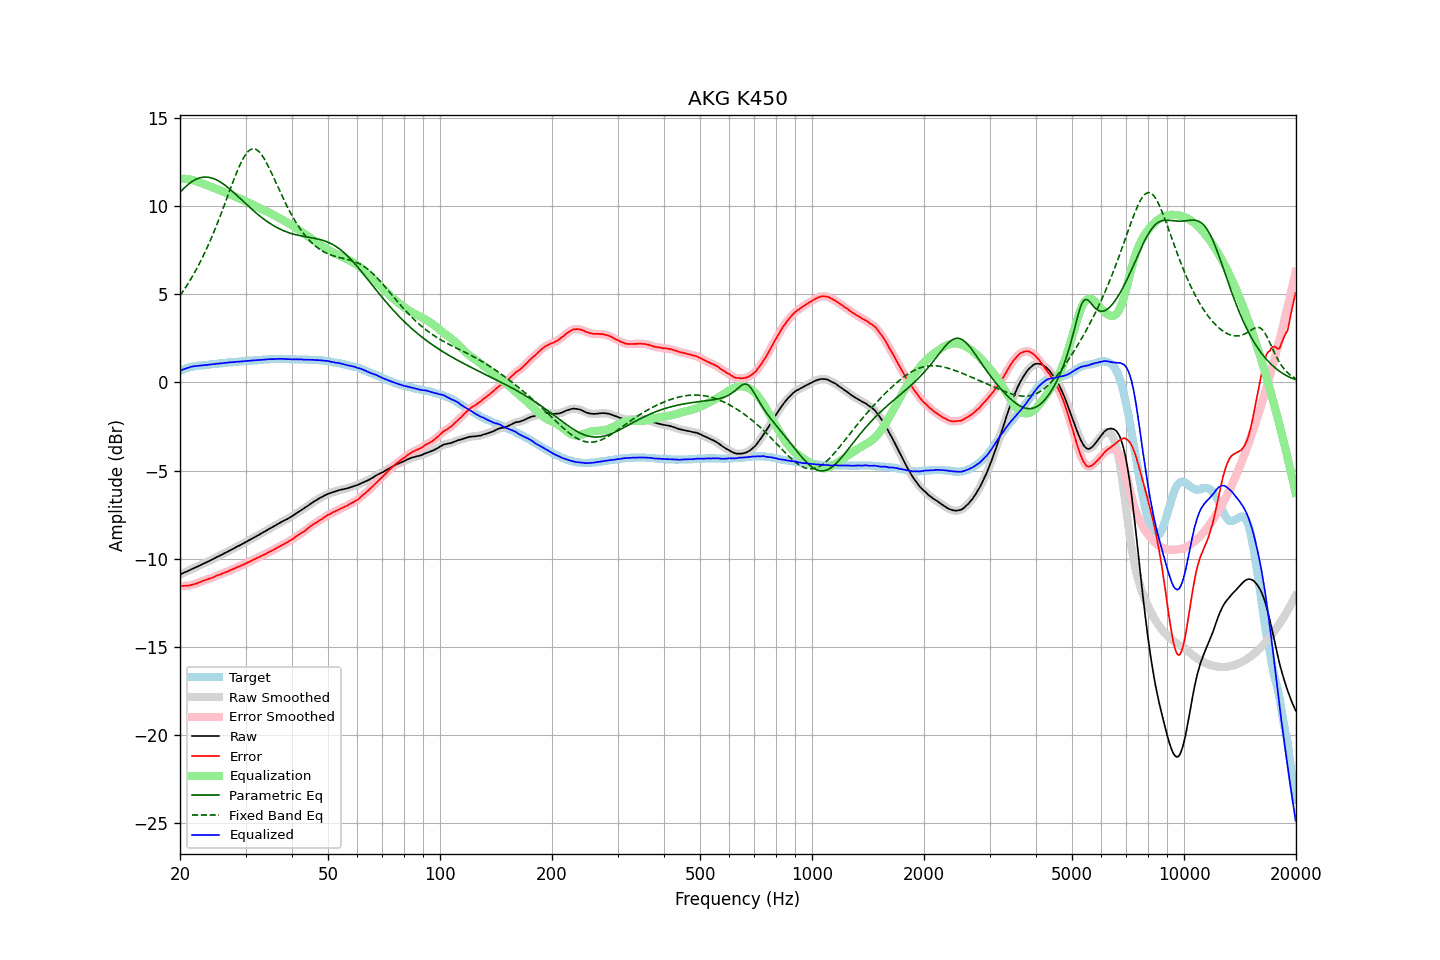 AKG K450
15
10
5
0
−5
−10
−15
−20
−25
Amplitude (dBr)
Target
Raw Smoothed
Error Smoothed
Raw
Error
Equalization
Parametric Eq
Fixed Band Eq
Equalized
20 50 100 200 500 1000 2000 5000 10000 20000
Frequency (Hz)